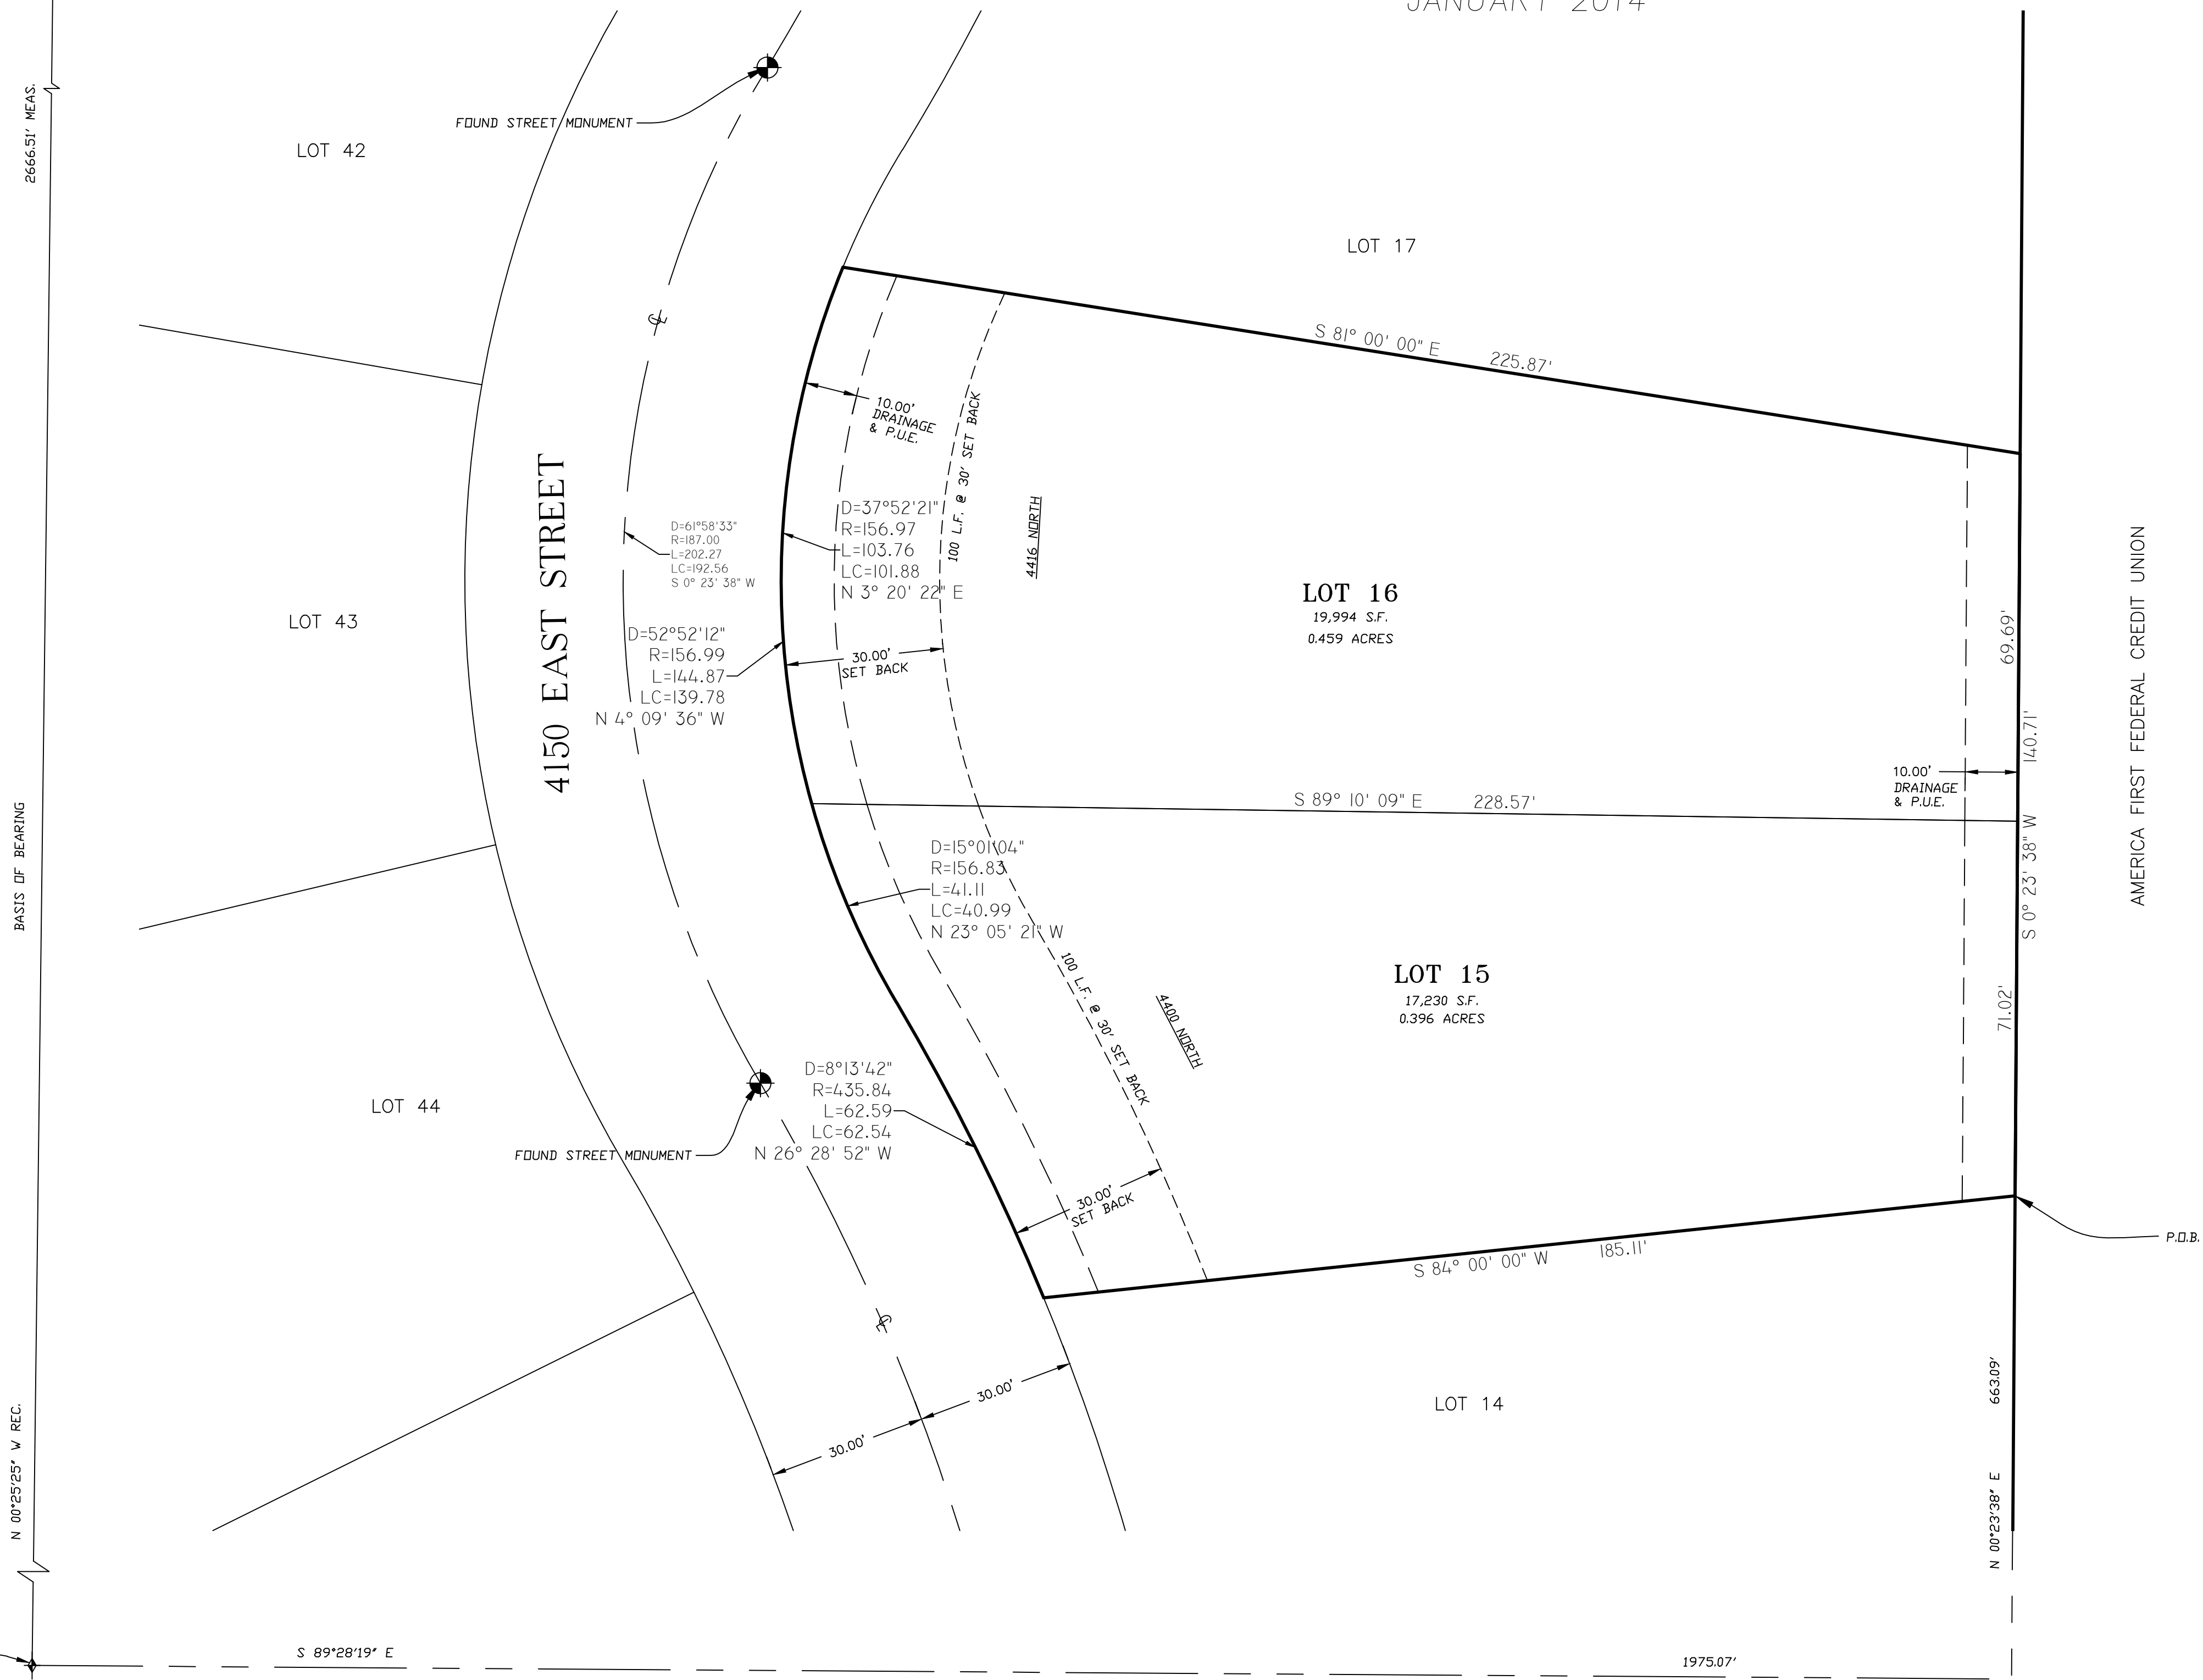 JANUARY 2014
2666.51' MEAS.
FOUND STREET MONUMENT
LOT 42
LOT 17
S 81° 00' 00" E 225.87'
10.00'
DRAINAGE
& P.U.E.
100 L.F. @ 30' SET BACK
4416 NORTH
D=37°52'21"
R=156.97
L=103.76
LC=101.88
N 3° 20' 22" E
D=61°58'33"
R=187.00
L=202.27
LC=192.56
S 0° 23' 38" W
4150 EAST STREET
LOT 43
LOT 16
19,994 S.F.
0.459 ACRES
69.69'
AMERICA FIRST FEDERAL CREDIT UNION
D=52°52'12"
R=156.99
L=144.87
LC=139.78
N 4° 09' 36" W
30.00'
SET BACK
S 0° 23' 38" W 140.71'
10.00'
DRAINAGE
& P.U.E.
S 89° 10' 09" E 228.57'
BASIS OF BEARING
D=15°01'04"
R=156.83
L=41.11
LC=40.99
N 23° 05' 21" W
100 L.F. @ 30' SET BACK
4400 NORTH
LOT 15
17,230 S.F.
0.396 ACRES
71.02'
LOT 44
D=8°13'42"
R=435.84
L=62.59
LC=62.54
N 26° 28' 52" W
FOUND STREET MONUMENT
30.00'
SET BACK
S 84° 00' 00" W 185.11'
P.O.B.
30.00'
30.00'
LOT 14
N 00°23'38" E 663.09'
N 00°25'25" W REC.
S 89°28'19" E 1975.07'